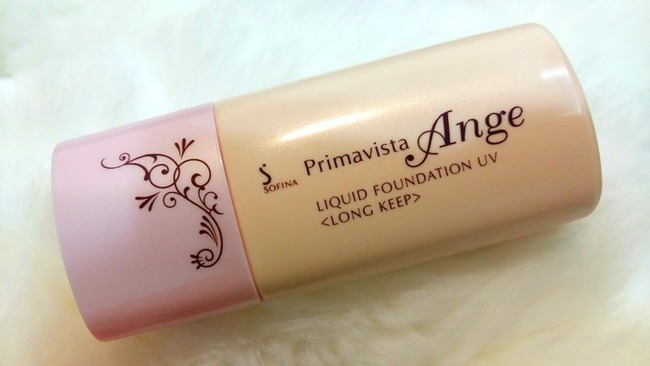 SOFINA Primavista Ange
LIQUID FOUNDATION UV
<LONG KEEP>